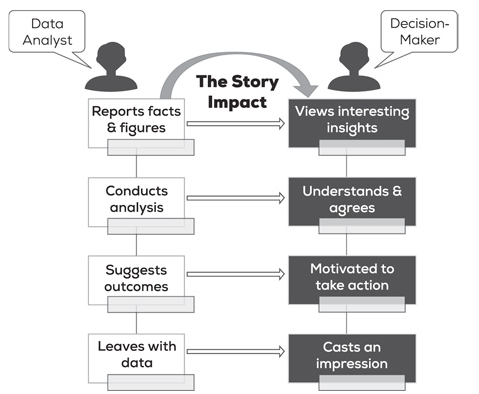 Data
Analyst
Decision-
Maker
The Story
Impact
Reports facts
& figures
Views interesting
insights
Conducts
analysis
Understands &
agrees
Suggests
outcomes
Motivated to
take action
Leaves with
data
Casts an
impression